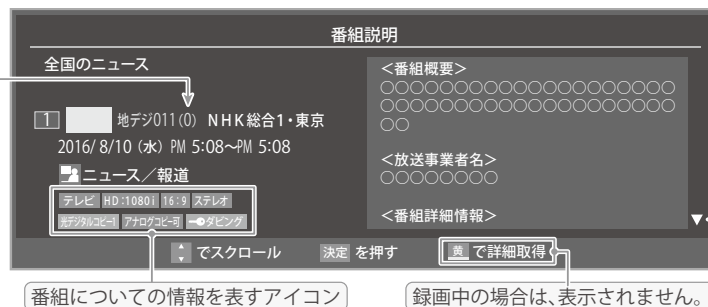 番組説明
全国のニュース
1 地デジ011(0) NHK総合1・東京
2016/ 8/10 (水) PM 5:08〜PM 5:08
ニュース／報道
テレビ HD:1080i 16:9 ステレオ
光デジタルコピー1 アナログコピー可 ダビング
<番組概要>
○○○○○○○○○○○○○○○○○○○○
○○○○○○○○○○○○○○○○○○○○
○○
<放送事業者名>
○○○○○○○○
<番組詳細情報>
でスクロール 決定 を押す 黄 で詳細取得
番組についての情報を表すアイコン
録画中の場合は、表示されません。